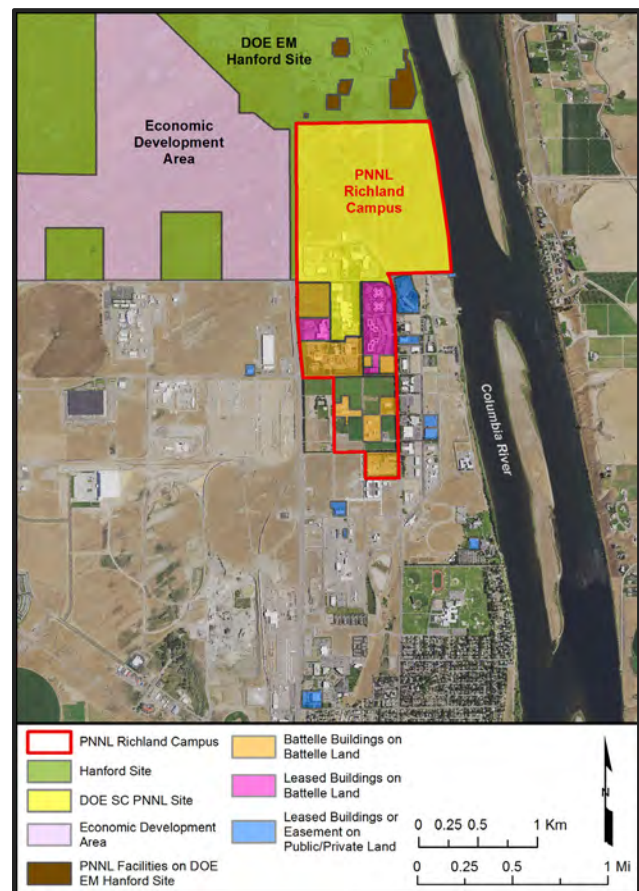 DOE EM
Hanford Site
Economic
Development
Area
PNNL
Richland
Campus
Columbia River
PNNL Richland Campus
Hanford Site
DOE SC PNNL Site
Economic Development
Area
PNNL Facilities on DOE
EM Hanford Site
Battelle Buildings on
Battelle Land
Leased Buildings on
Battelle Land
Leased Buildings or
Easement on
Public/Private Land
N
0 0.25 0.5 1 Km
0 0.25 0.5 1 Mi